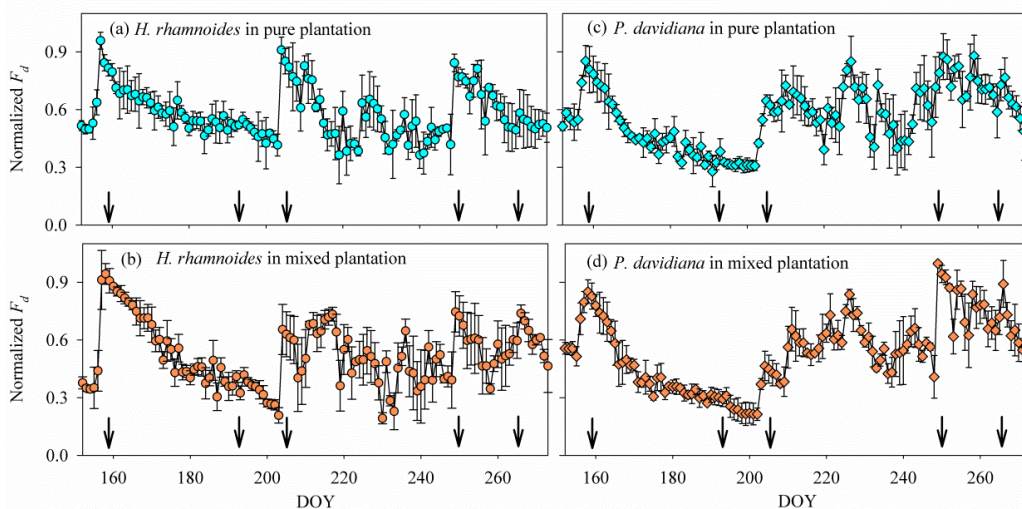 (a) H. rhamnoides in pure plantation
(c) P. davidiana in pure plantation
Normalized Fd
0.9
0.6
0.3
0.0
(b) H. rhamnoides in mixed plantation
(d) P. davidiana in mixed plantation
Normalized Fd
0.9
0.6
0.3
0.0
160 180 200 220 240 260
160 180 200 220 240 260
DOY
DOY